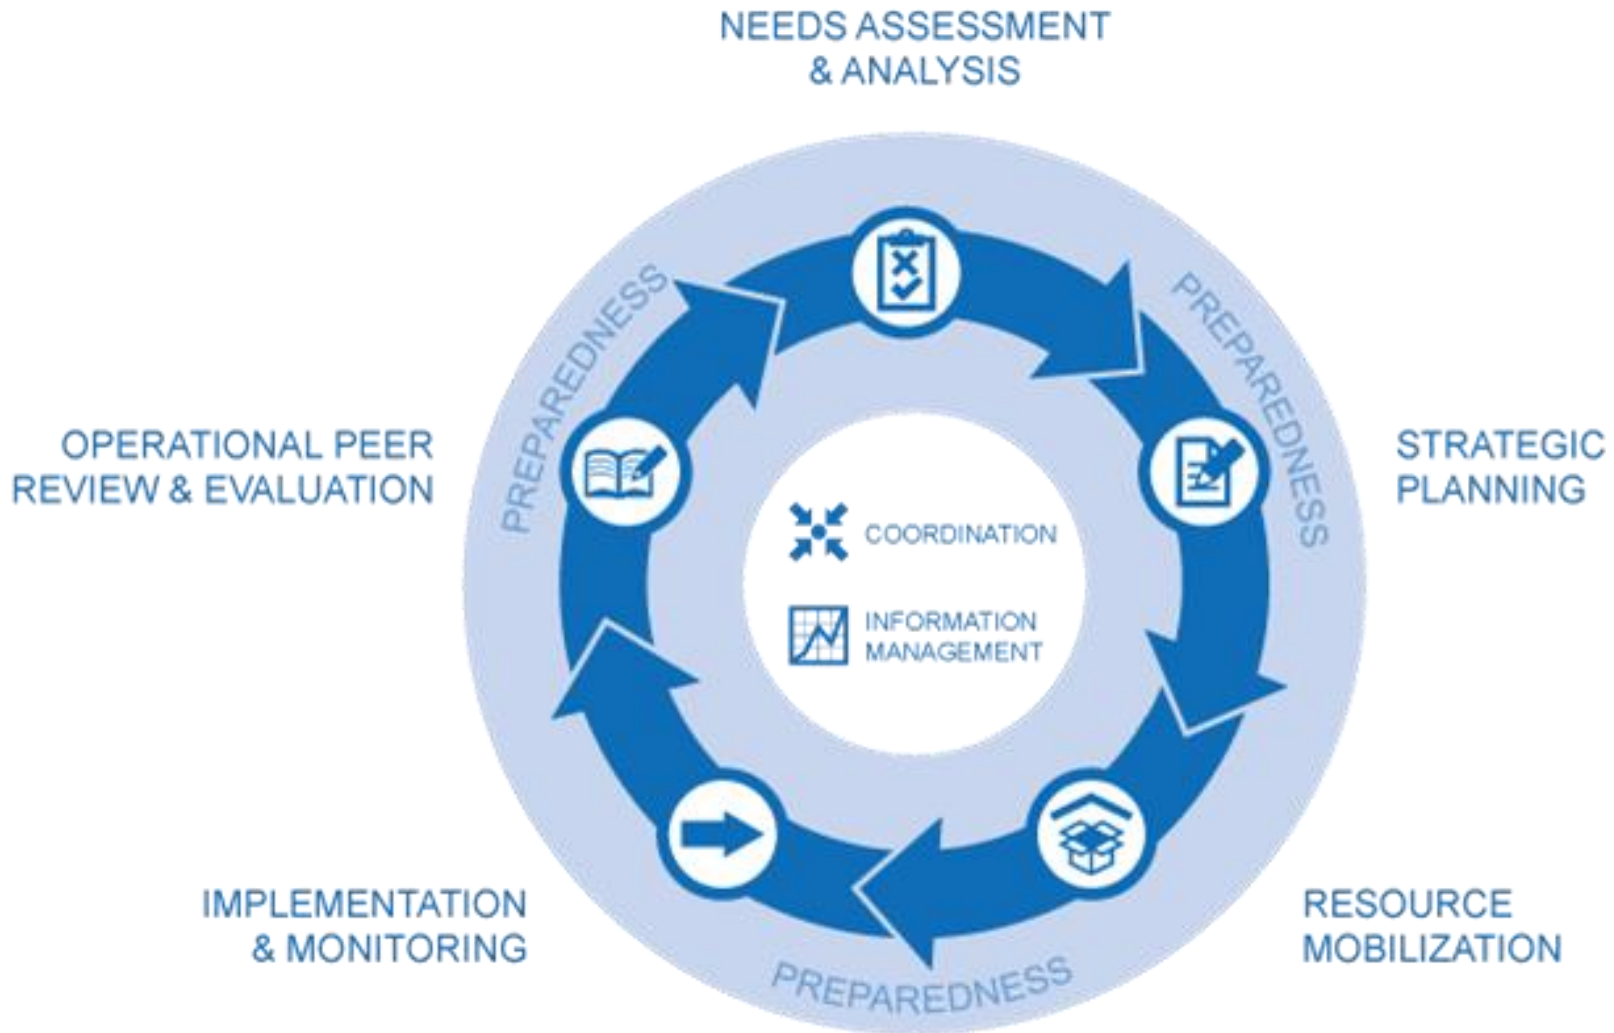 NEEDS ASSESSMENT
& ANALYSIS
PREPAREDNESS
PREPAREDNESS
OPERATIONAL PEER
REVIEW & EVALUATION
STRATEGIC
PLANNING
COORDINATION
INFORMATION
MANAGEMENT
IMPLEMENTATION
& MONITORING
RESOURCE
MOBILIZATION
PREPAREDNESS